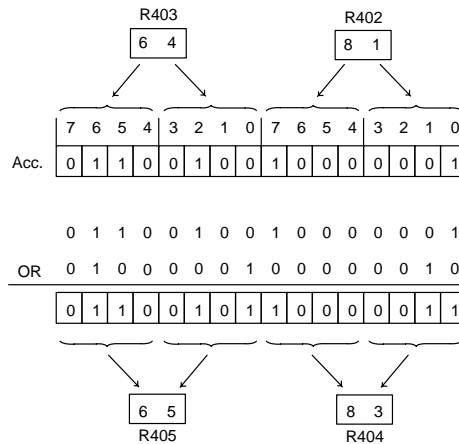 R403 R402
6 4 8 1
7 6 5 4 3 2 1 0 7 6 5 4 3 2 1 0
Acc. 0 1 1 0 0 1 0 0 1 0 0 0 0 0 0 1
0 1 1 0 0 1 0 0 1 0 0 0 0 0 0 1
OR 0 1 0 0 0 0 0 1 0 0 0 0 0 0 1 0
0 1 1 0 0 1 0 1 1 0 0 0 0 0 1 1
6 5 8 3
R405 R404